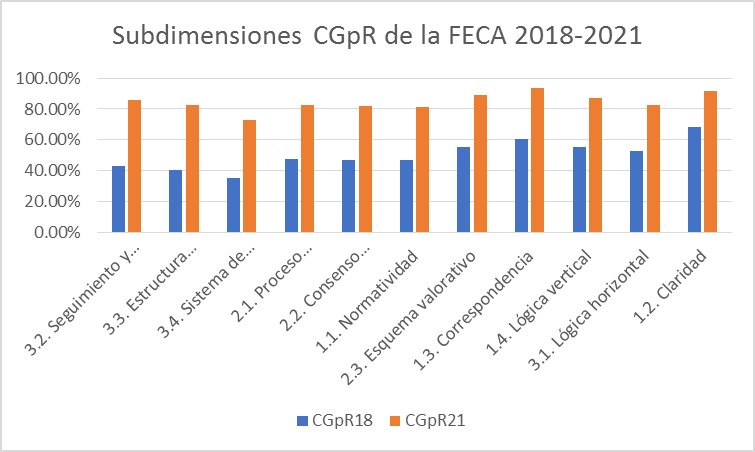 Subdimensiones CGpR de la FECA 2018-2021
100.00%
80.00%
60.00%
40.00%
20.00%
0.00%
3.2. Seguimiento y...
3.3. Estructura...
3.4. Sistema de...
2.1. Proceso...
2.2. Consenso...
1.1. Normatividad
2.3. Esquema valorativo
1.3. Correspondencia
1.4. Lógica vertical
3.1. Lógica horizontal
1.2. Claridad
CGpR18 CGpR21